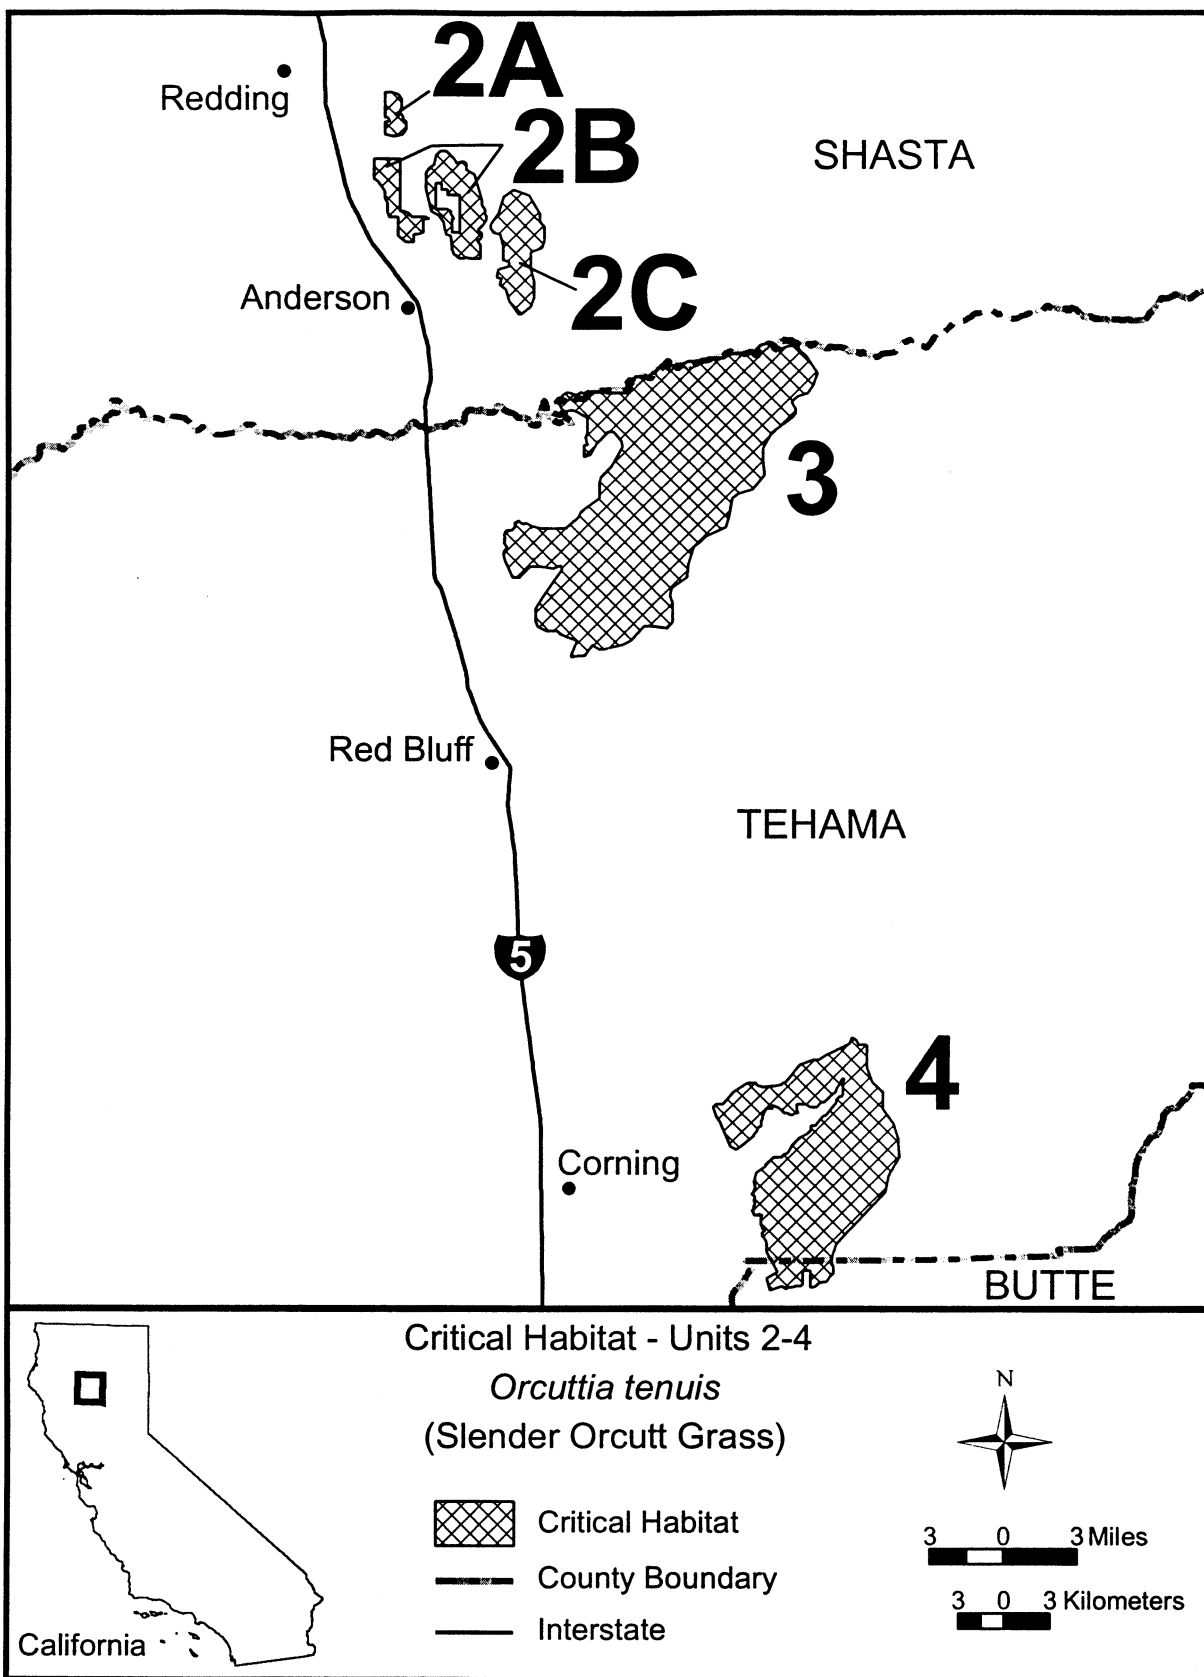 2A
Redding
2B
SHASTA
2C
Anderson
3
Red Bluff
TEHAMA
5
4
Corning
BUTTE
Critical Habitat - Units 2-4
Orcuttia tenuis
(Slender Orcutt Grass)
N
Critical Habitat
County Boundary
Interstate
3 0 3 Miles
3 0 3 Kilometers
California